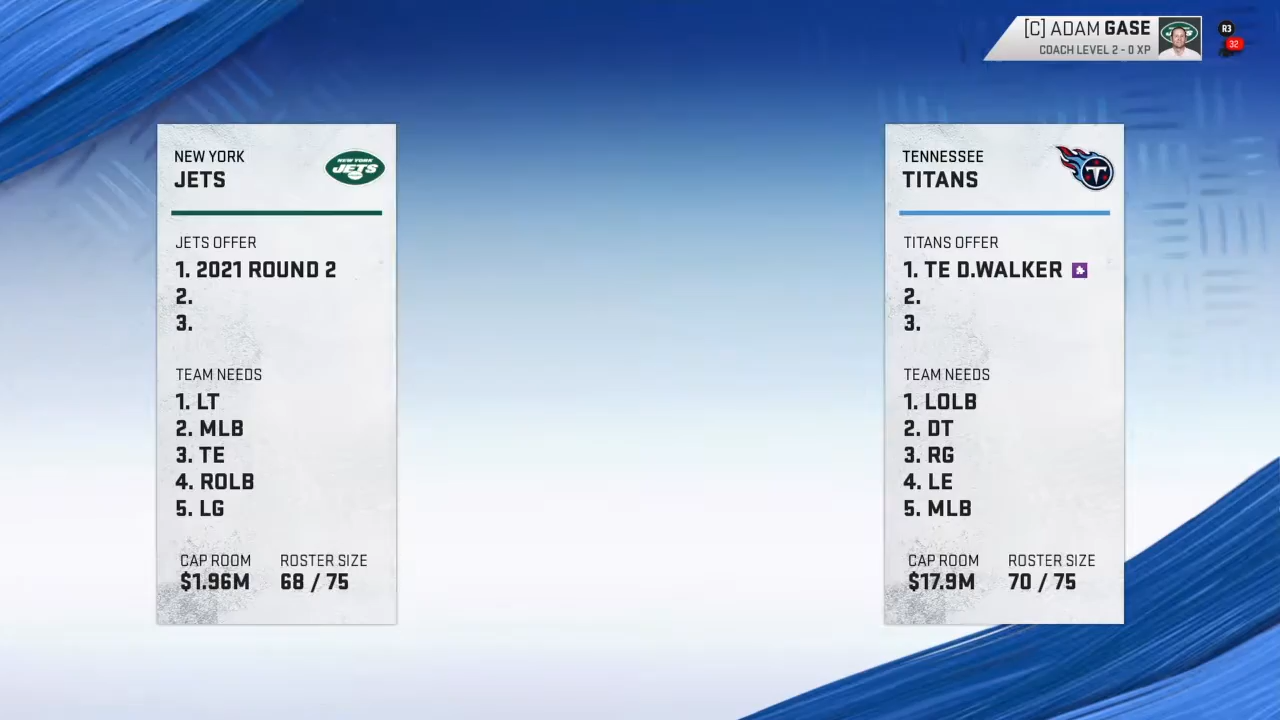 [C] ADAM GASE
COACH LEVEL 2 - 0 XP
R3
32
NEW YORK
JETS
NEW YORK
JETS
JETS OFFER
1. 2021 ROUND 2
2.
3.
TEAM NEEDS
1. LT
2. MLB
3. TE
4. ROLB
5. LG
CAP ROOM ROSTER SIZE
$1.96M 68 / 75
TENNESSEE
TITANS
T
TITANS OFFER
1. TE D.WALKER
2.
3.
TEAM NEEDS
1. LOLB
2. DT
3. RG
4. LE
5. MLB
CAP ROOM ROSTER SIZE
$17.9M 70 / 75